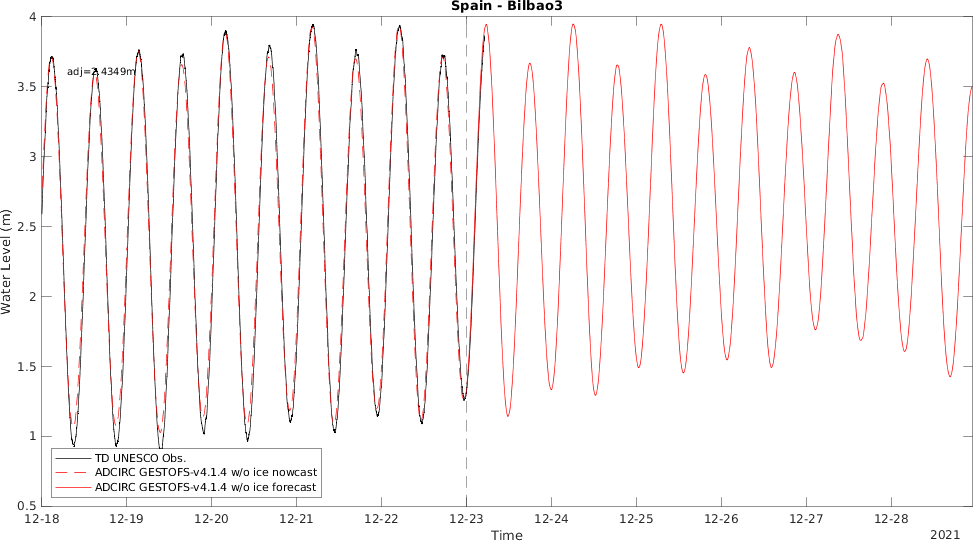 Spain - Bilbao3
4
adj=2.4349m
3.5
3
2.5
2
1.5
1
0.5
Water Level (m)
TD UNESCO Obs.
ADCIRC GESTOFS-v4.1.4 w/o ice nowcast
ADCIRC GESTOFS-v4.1.4 w/o ice forecast
12-18 12-19 12-20 12-21 12-22 12-23 12-24 12-25 12-26 12-27 12-28
Time
2021